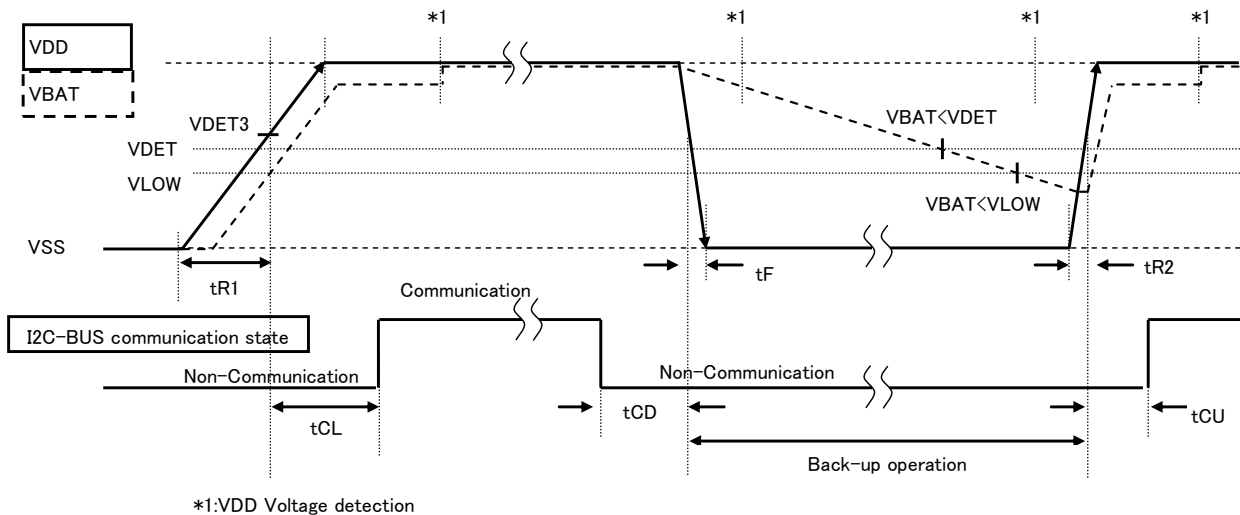 *1 *1 *1 *1
VDD
VBAT
VDET3
VBAT<VDET
VDET
VLOW
VBAT<VLOW
VSS
tR1 tF tR2
Communication
I2C-BUS communication state
Non-Communication Non-Communication
tCL tCD tCU
Back-up operation
*1:VDD Voltage detection